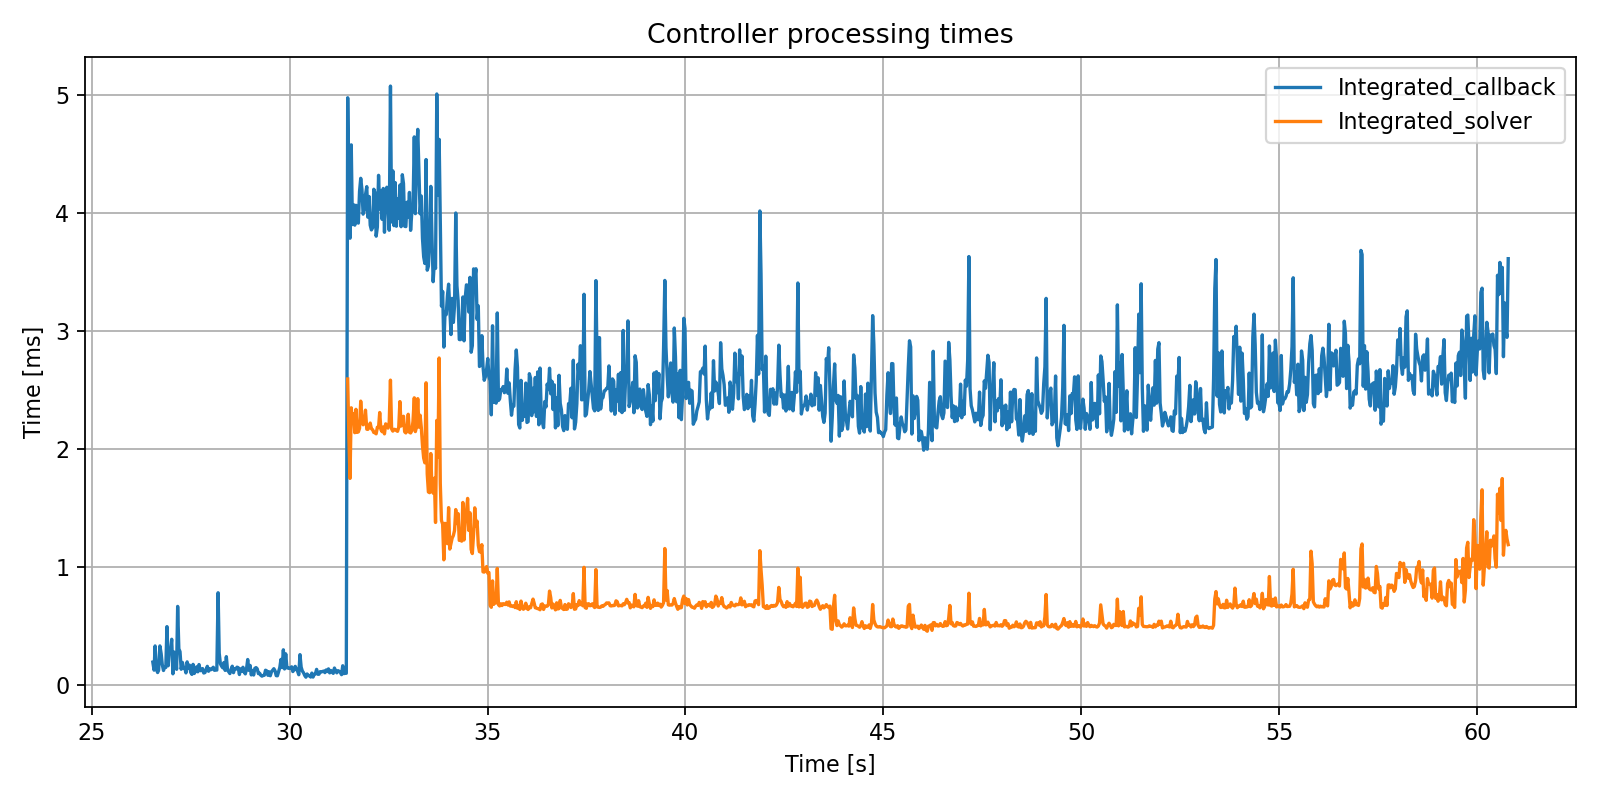 Controller processing times
Integrated_callback
Integrated_solver
Time [ms]
5
4
3
2
1
0
25 30 35 40 45 50 55 60
Time [s]